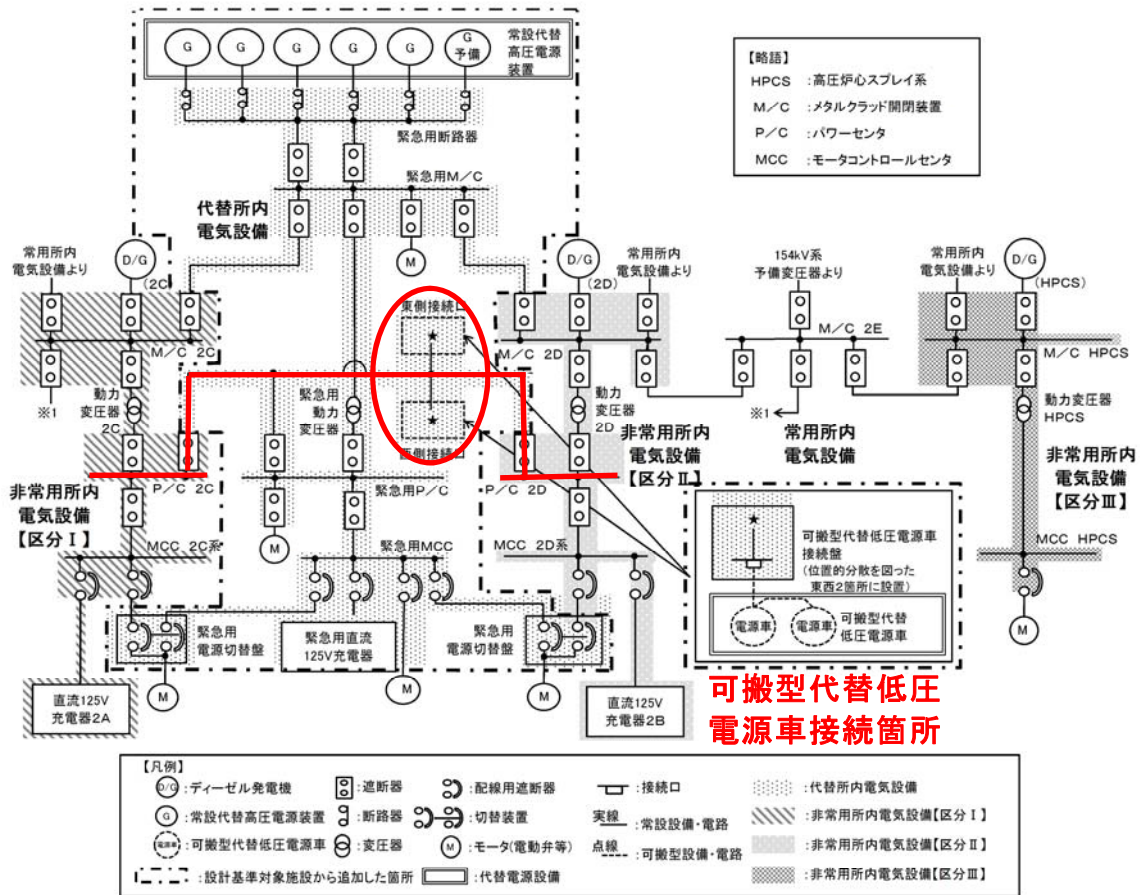 G
G
G
G
G
G
予備
常設代替
高圧電源
装置
【略語】
HPCS :高圧炉心スプレイ系
M/C :メタルクラッド開閉装置
P/C :パワーセンタ
MCC :モータコントロールセンタ
緊急用断路器
緊急用M/C
代替所内
電気設備
常用所内
電気設備より
D/G
(2C)
M
D/G
(2D)
常用所内
電気設備より
154kV系
予備変圧器より
常用所内
電気設備より
D/G
(HPCS)
東側接続口
M/C 2C
M/C 2D
M/C 2E
M/C HPCS
※1
動力
変圧器
2C
緊急用
動力
変圧器
西側接続口
動力
変圧器
2D
※1
常用所内
電気設備
動力変圧器
HPCS
非常用所内
電気設備
【区分Ⅱ】
非常用所内
電気設備
【区分Ⅲ】
P/C 2C
緊急用P/C
P/C 2D
非常用所内
電気設備
【区分Ⅰ】
M
MCC 2C系
緊急用MCC
MCC 2D系
MCC HPCS
可搬型代替低圧電源車
接続盤
(位置的分散を図った
東西2箇所に設置)
電源車
電源車
可搬型代替
低圧電源車
緊急用
電源切替盤
緊急用直流
125V充電器
緊急用
電源切替盤
M
M
M
M
直流125V
充電器2A
直流125V
充電器2B
可搬型代替低圧
電源車接続箇所
【凡例】
D/G :ディーゼル発電機
:遮断器
:配線用遮断器
:接続口
:代替所内電気設備
G :常設代替高圧電源装置
:断路器
:切替装置
実線 :常設設備・電路
:非常用所内電気設備【区分Ⅰ】
電源車 :可搬型代替低圧電源車
:変圧器
M :モータ(電動弁等)
点線 :可搬型設備・電路
:非常用所内電気設備【区分Ⅱ】
:設計基準対象施設から追加した箇所
:代替電源設備
:非常用所内電気設備【区分Ⅲ】